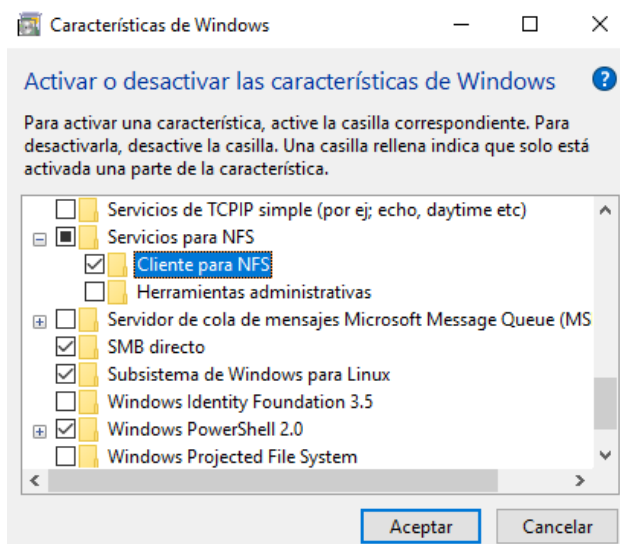 Características de Windows
Activar o desactivar las características de Windows
Para activar una característica, active la casilla correspondiente. Para
desactivarla, desactive la casilla. Una casilla rellena indica que solo está
activada una parte de la característica.
Servicios de TCPIP simple (por ej; echo, daytime etc)
Servicios para NFS
Cliente para NFS
Herramientas administrativas
Servidor de cola de mensajes Microsoft Message Queue (MS
SMB directo
Subsistema de Windows para Linux
Windows Identity Foundation 3.5
Windows PowerShell 2.0
Windows Projected File System
Aceptar Cancelar